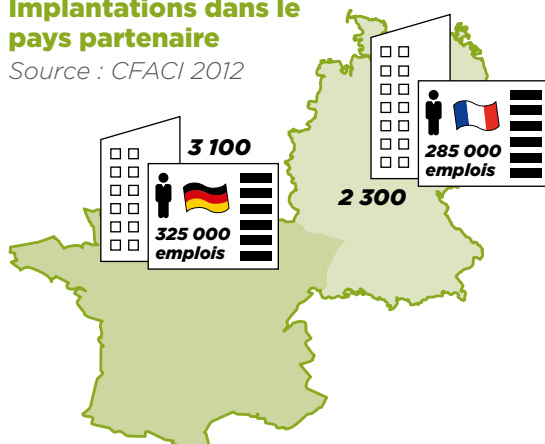 Implantations dans le
pays partenaire
Source : CFACI 2012
3 100
325 000
emplois
285 000
emplois
2 300